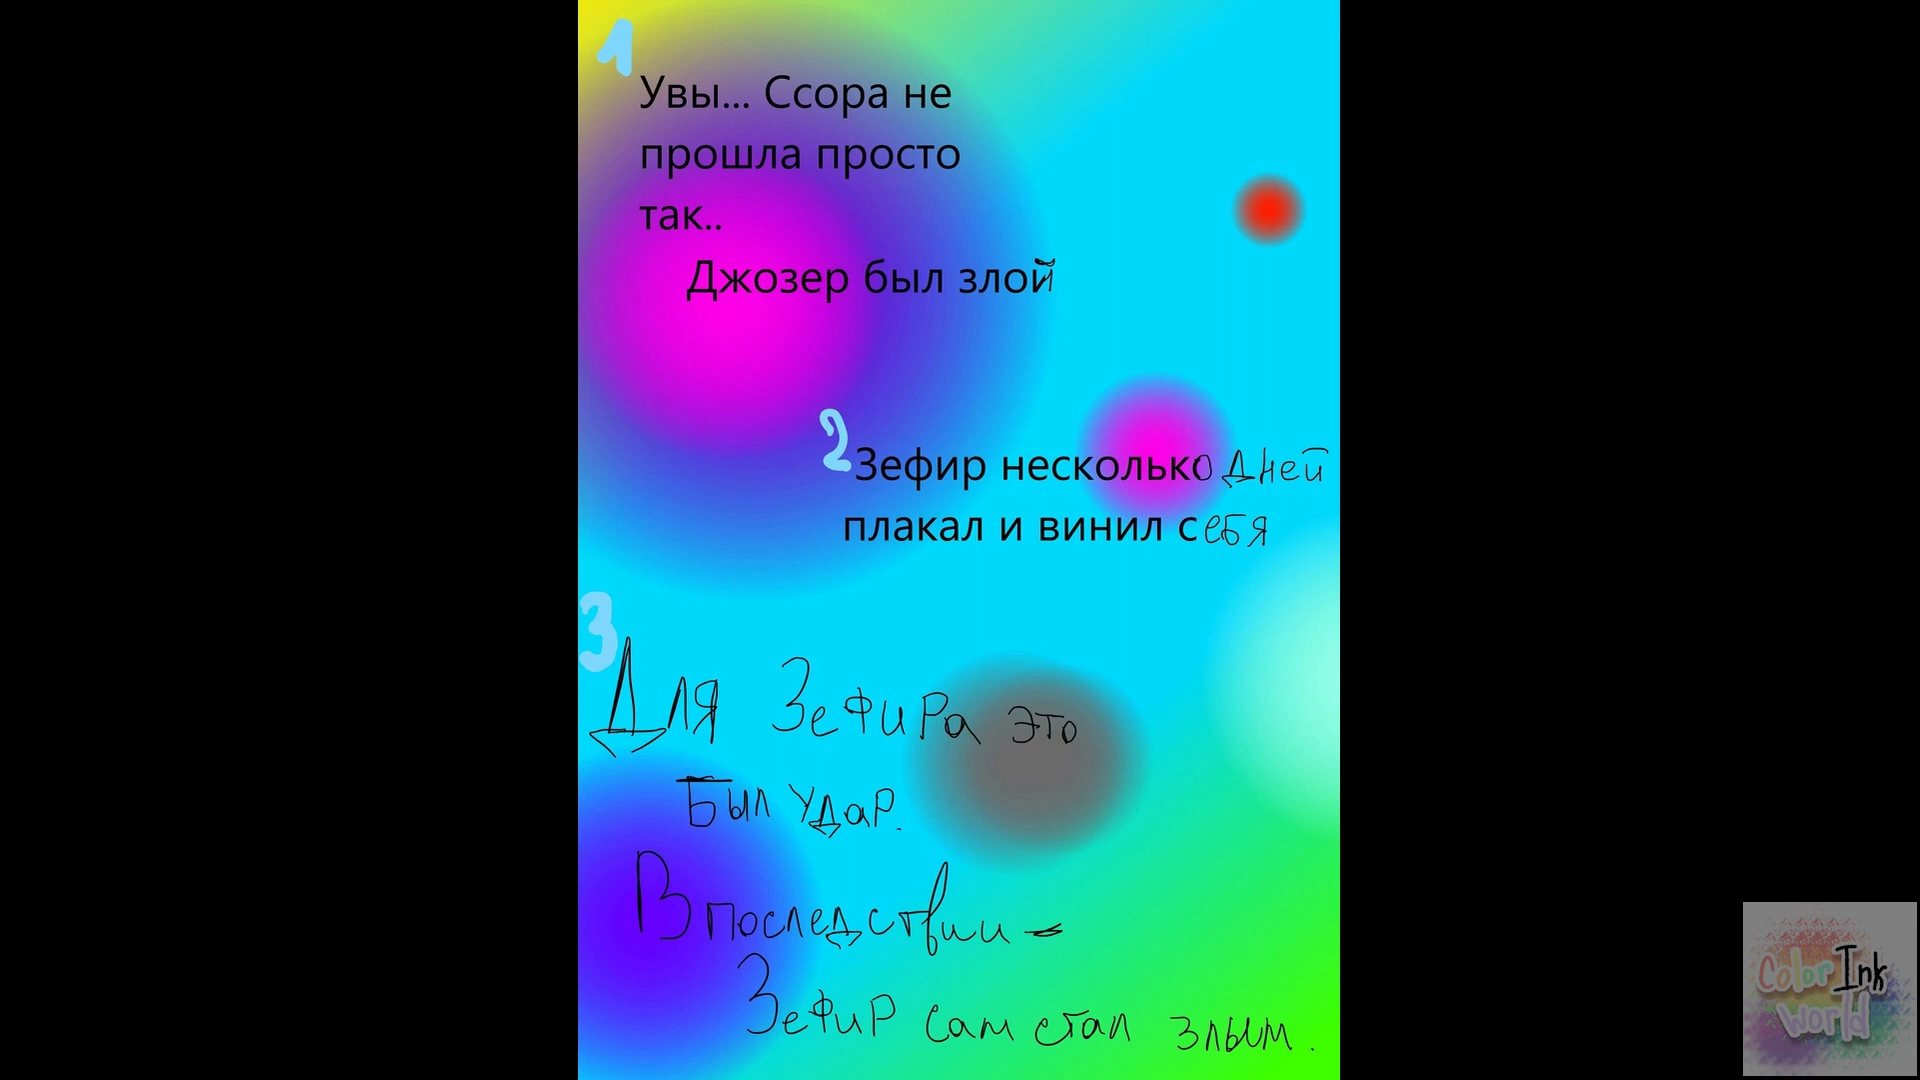 1
Увы... Ссора не
прошла просто
так..
Джозер был злой
2
Зефир несколько дней
плакал и винил себя
3
Для Зефира это
был удар.
Впоследствии -
Зефир сам стал злым.
Color Ink
World